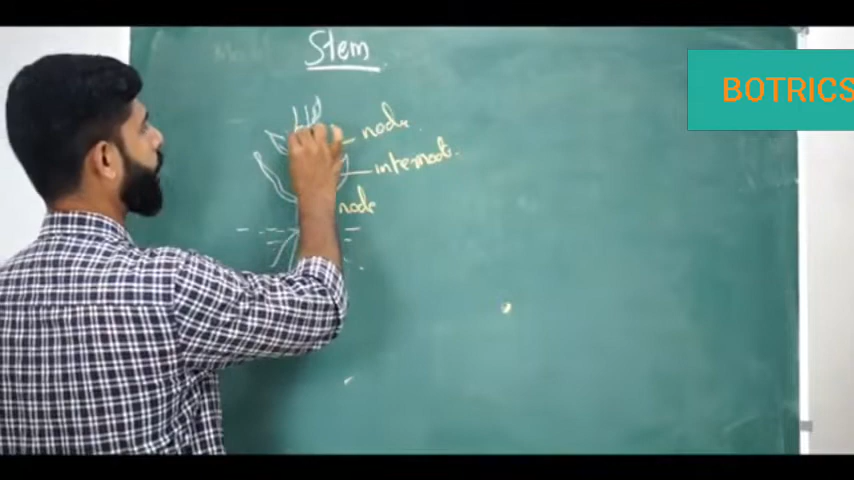 Stem
BOTRICS
node.
internode.
node